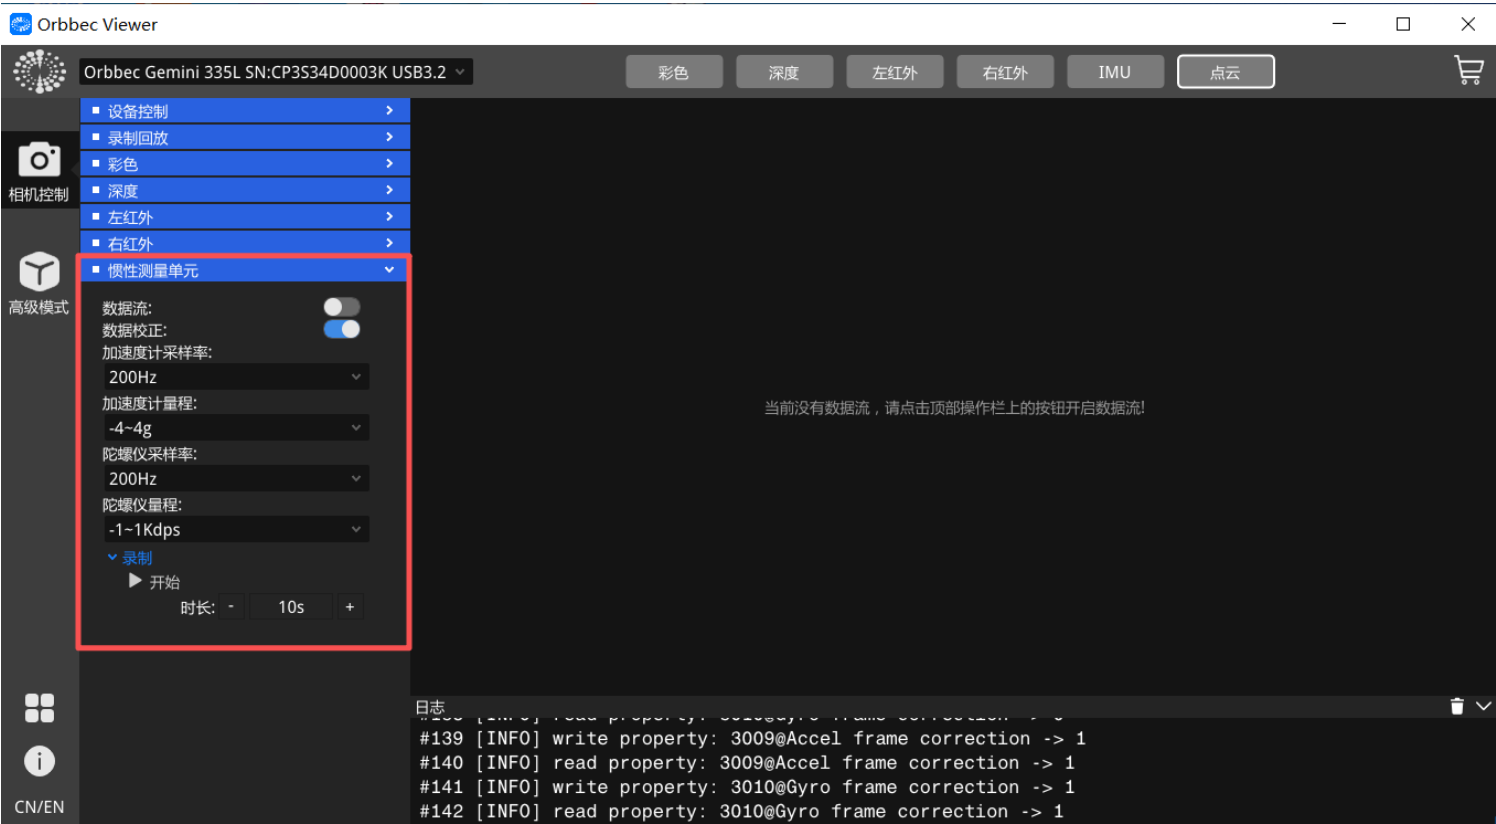 Orbbec Viewer
Orbbec Gemini 335L SN:CP3S34D0003K USB3.2
彩色
深度
左红外
右红外
IMU
点云
相机控制
高级模式
CN/EN
设备控制
录制回放
彩色
深度
左红外
右红外
惯性测量单元
数据流:
数据校正:
加速度计采样率:
200Hz
加速度计量程:
-4~4g
陀螺仪采样率:
200Hz
陀螺仪量程:
-1~1Kdps
录制
开始
时长: - 10s +
当前没有数据流，请点击顶部操作栏上的按钮开启数据流!
日志
#139 [INFO] write property: 3009@Accel frame correction -> 1
#140 [INFO] read property: 3009@Accel frame correction -> 1
#141 [INFO] write property: 3010@Gyro frame correction -> 1
#142 [INFO] read property: 3010@Gyro frame correction -> 1